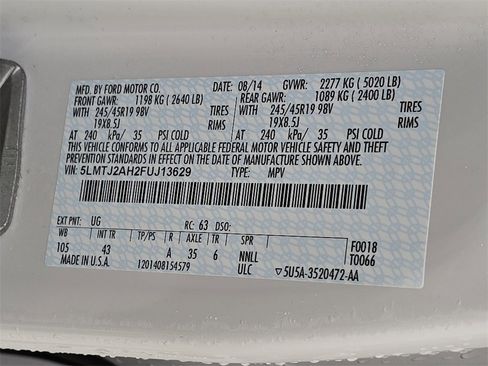 MFD. BY FORD MOTOR CO. DATE: 08/14 GVWR: 2277 KG ( 5020 LB)
FRONT GAWR: 1198 KG ( 2640 LB) REAR GAWR: 1089 KG ( 2400 LB)
WITH 245/45R19 98V TIRES WITH 245/45R19 98V TIRES
19X8.5J RIMS 19X8.5J RIMS
AT 240 kPa/ 35 PSI COLD AT 240 kPa/ 35 PSI COLD
THIS VEHICLE CONFORMS TO ALL APPLICABLE FEDERAL MOTOR VEHICLE SAFETY
AND THEFT PREVENTION STANDARDS IN EFFECT ON THE DATE OF MANUFACTURE SHOWN ABOVE.
VIN: 5LMTJ2AH2FUJ13629 TYPE: MPV
EXT PNT: UG RC: 63 DSO:
WB INT TR TP/PS R AXLE TR SPR
105 43 A 35 6 NNLL F0018
MADE IN U.S.A. 1201408154579 ULC 5U5A-3520472-AA T0066